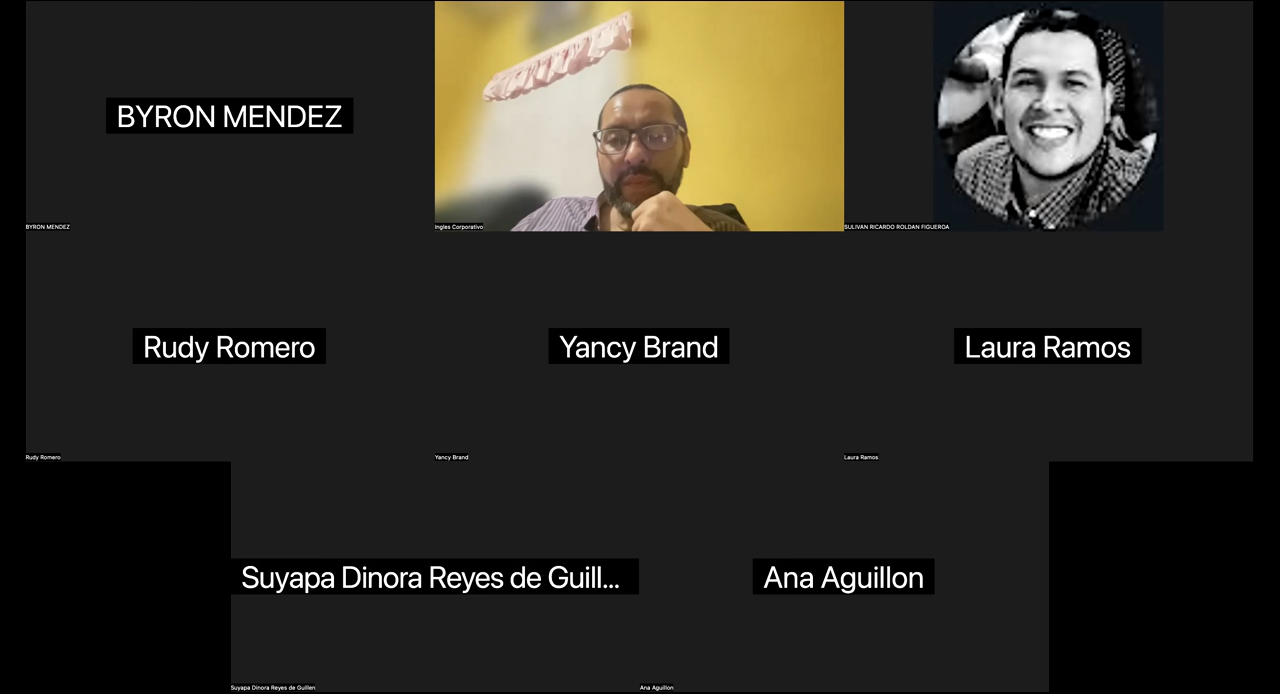 BYRON MENDEZ
BYRON MENDEZ
Ingles Corporativo
SULIVAN RICARDO ROLDAN FIGUEROA
Rudy Romero
Yancy Brand
Laura Ramos
Rudy Romero
Yancy Brand
Laura Ramos
Suyapa Dinora Reyes de Guill...
Ana Aguillon
Suyapa Dinora Reyes de Guillen
Ana Aguillon